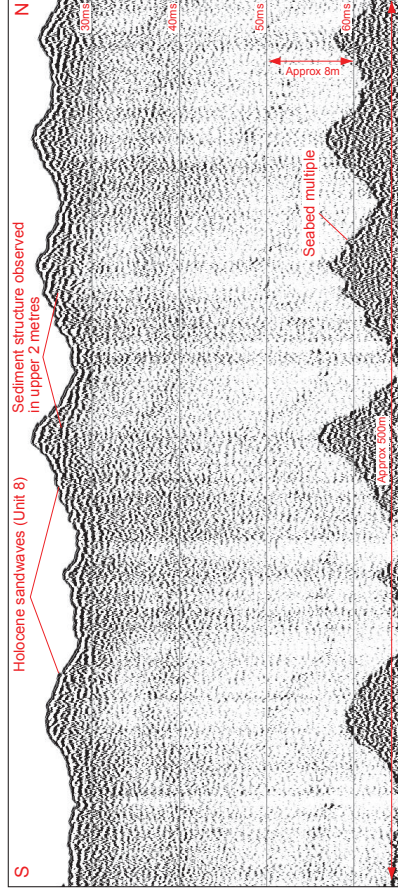 S
N
Holocene sandwaves (Unit 8)
Sediment structure observed
in upper 2 metres
30ms
40ms
50ms
60ms
Approx 8m
Seabed multiple
Approx 500m